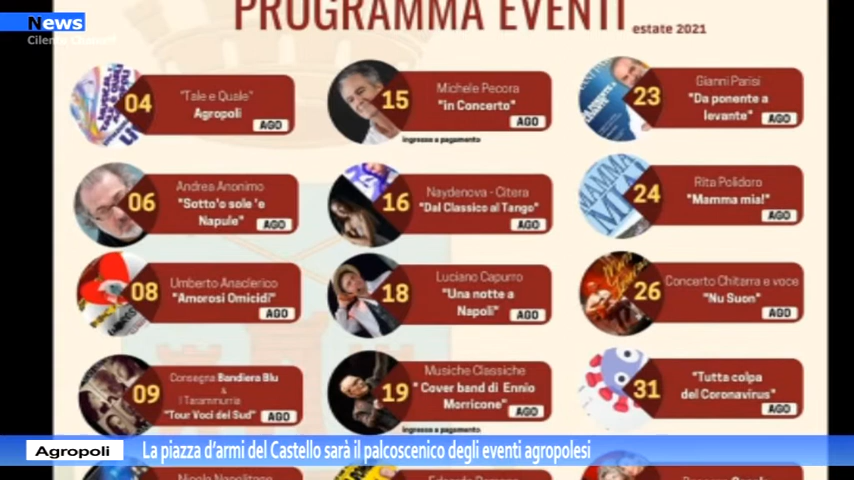 PROGRAMMA EVENTI
estate 2021
News
Cilento Channel
04
"Tale e Quale"
Agropoli
AGO
06
Andrea Anonimo
"Sotto'o sole 'e
Napule"
AGO
08
Umberto Anaclerico
"Amorosi Omicidi"
AGO
09
Consegna Bandiera Blu
&
I Tarammurria
"Tour Voci del Sud"
AGO
15
Michele Pecora
"in Concerto"
AGO
ingresso a pagamento
16
Naydenova - Citera
"Dal Classico al Tango"
AGO
18
Luciano Capurro
"Una notte a
Napoli"
AGO
19
Musiche Classiche
" Cover band di Ennio
Morricone"
AGO
ingresso a pagamento
23
Gianni Parisi
"Da ponente a
levante"
AGO
24
MAMMA
Rita Polidoro
"Mamma mia!"
AGO
26
Concerto Chitarra e voce
"Nu Suon"
AGO
31
"Tutta colpa
del Coronavirus"
AGO
Agropoli
La piazza d'armi del Castello sarà il palcoscenico degli eventi agropolesi
Nicola Napolitano